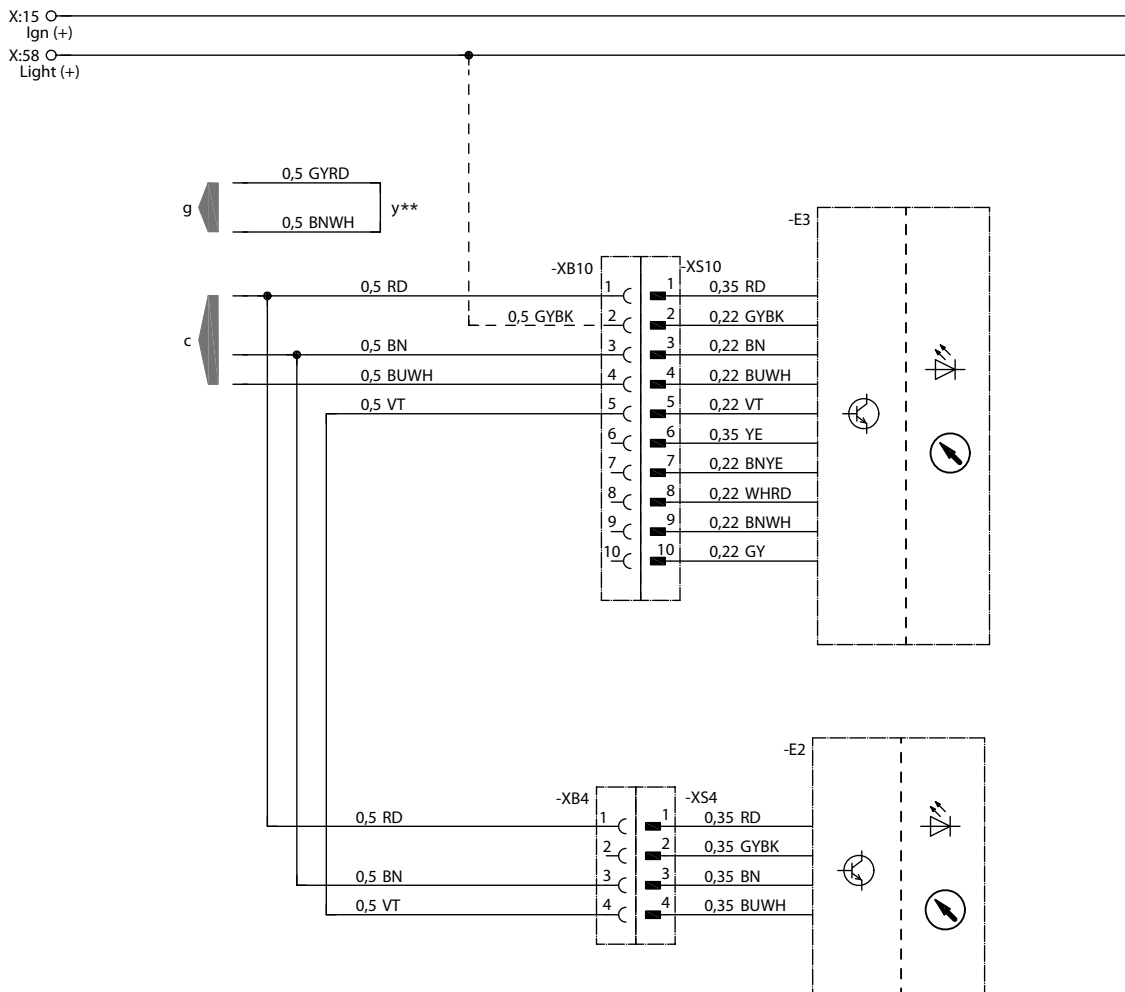 X:15
Ign (+)
X:58
Light (+)
0,5 GYRD
g
y**
0,5 BNWH
-E3
-XB10
-XS10
0,5 RD
1
1
0,35 RD
0,5 GYBK
2
2
0,22 GYBK
c
0,5 BN
3
3
0,22 BN
0,5 BUWH
4
4
0,22 BUWH
0,5 VT
5
5
0,22 VT
6
6
0,35 YE
7
7
0,22 BNYE
8
8
0,22 WHRD
9
9
0,22 BNWH
10
10
0,22 GY
-E2
-XB4
-XS4
0,5 RD
1
1
0,35 RD
2
2
0,35 GYBK
0,5 BN
3
3
0,35 BN
0,5 VT
4
4
0,35 BUWH